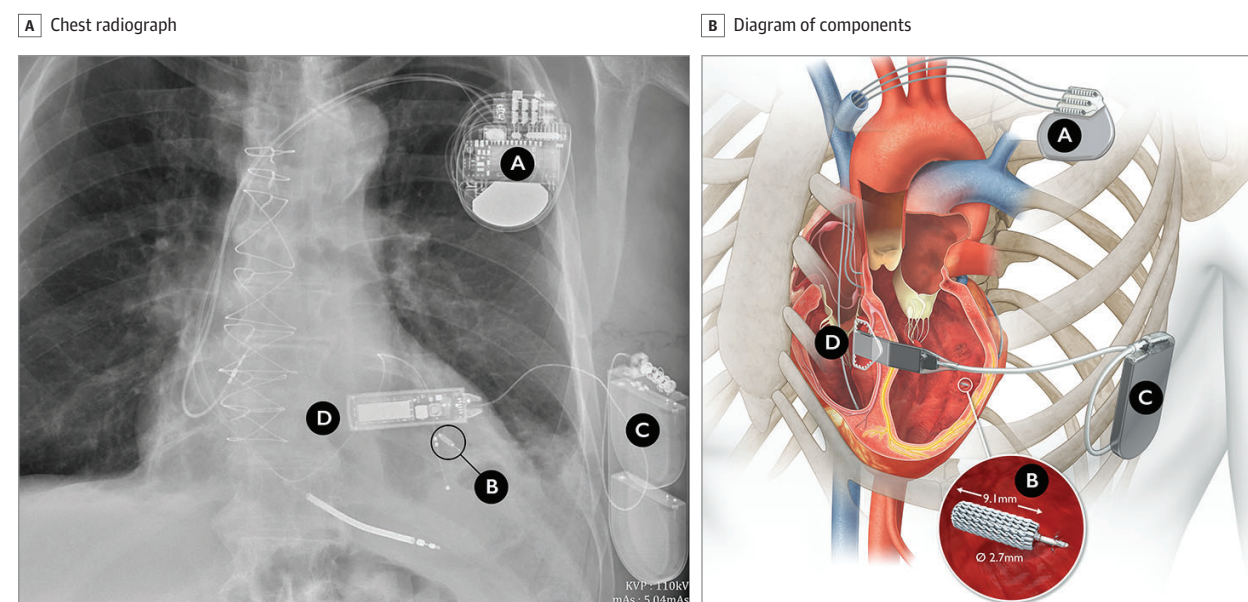 A Chest radiograph
B Diagram of components
A
B
C
D
KVP : 110kV
mAs : 5.04mAs
A
B
C
D
9.1mm
Ø 2.7mm